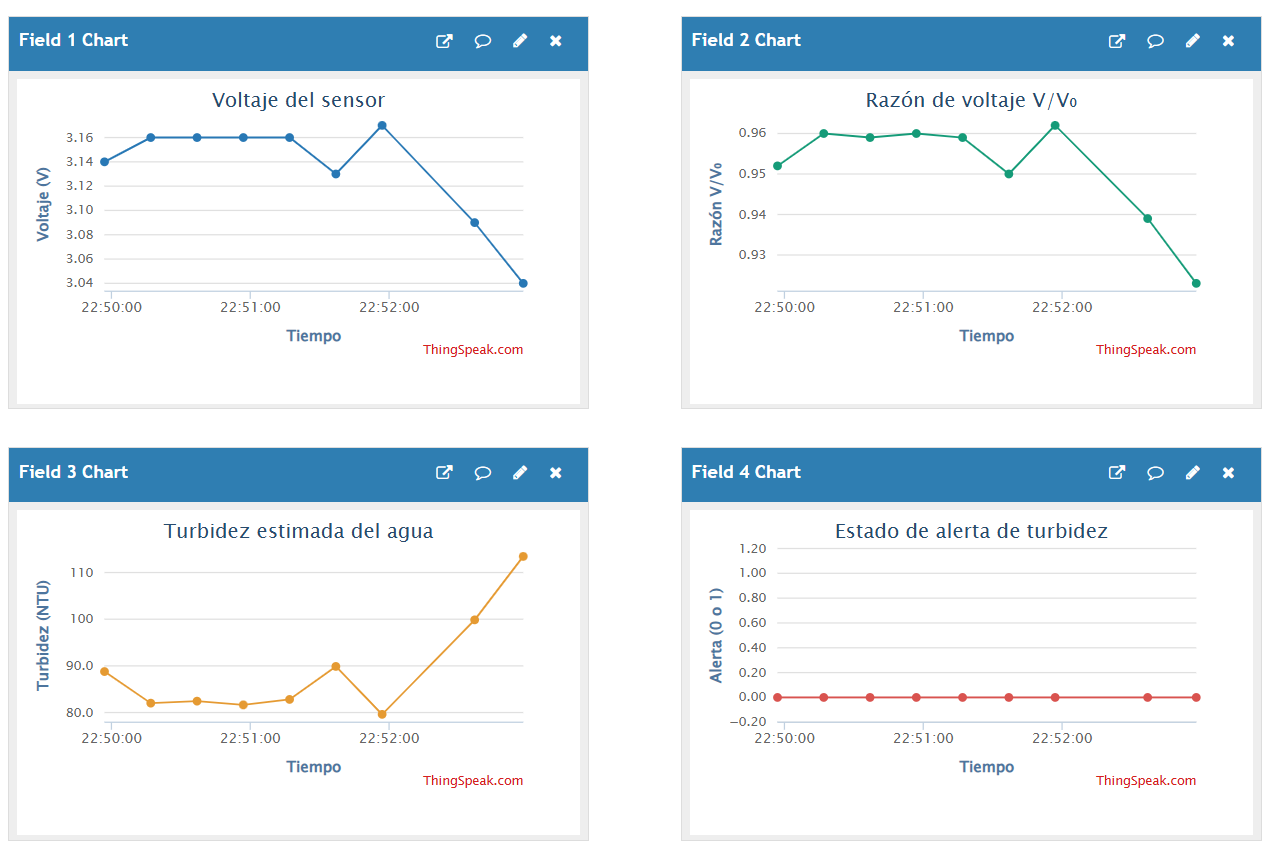 Field 1 Chart
Voltaje del sensor
Voltaje (V)
3.16
3.14
3.12
3.10
3.08
3.06
3.04
22:50:00 22:51:00 22:52:00
Tiempo
ThingSpeak.com
Field 2 Chart
Razón de voltaje V/V₀
Razón V/V₀
0.96
0.95
0.94
0.93
22:50:00 22:51:00 22:52:00
Tiempo
ThingSpeak.com
Field 3 Chart
Turbidez estimada del agua
Turbidez (NTU)
110
100
90.0
80.0
22:50:00 22:51:00 22:52:00
Tiempo
ThingSpeak.com
Field 4 Chart
Estado de alerta de turbidez
Alerta (0 o 1)
1.20
1.00
0.80
0.60
0.40
0.20
0.00
−0.20
22:50:00 22:51:00 22:52:00
Tiempo
ThingSpeak.com